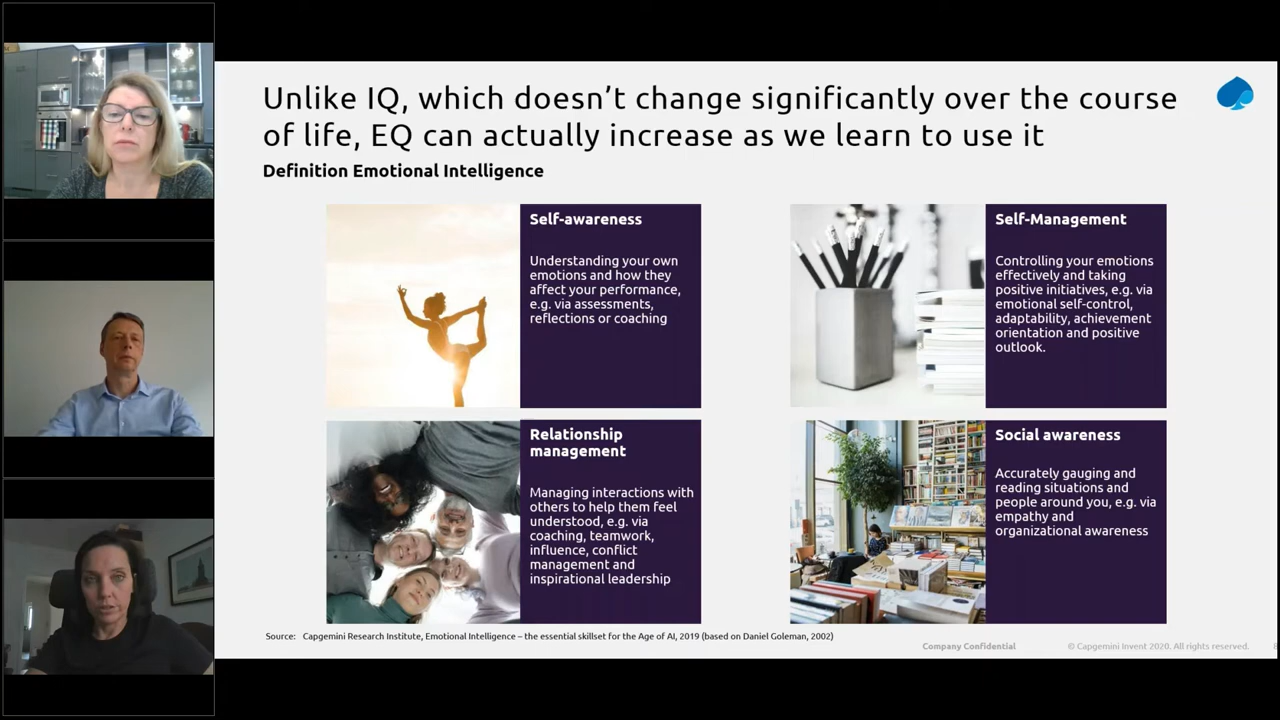 Unlike IQ, which doesn’t change significantly over the course
of life, EQ can actually increase as we learn to use it
Definition Emotional Intelligence
Self-awareness
Understanding your own
emotions and how they
affect your performance,
e.g. via assessments,
reflections or coaching
Self-Management
Controlling your emotions
effectively and taking
positive initiatives, e.g. via
emotional self-control,
adaptability, achievement
orientation and positive
outlook.
Relationship
management
Managing interactions with
others to help them feel
understood, e.g. via
coaching, teamwork,
influence, conflict
management and
inspirational leadership
Social awareness
Accurately gauging and
reading situations and
people around you, e.g. via
empathy and
organizational awareness
Source: Capgemini Research Institute, Emotional Intelligence – the essential skillset for the Age of AI, 2019 (based on Daniel Goleman, 2002)
Company Confidential
© Capgemini Invent 2020. All rights reserved.